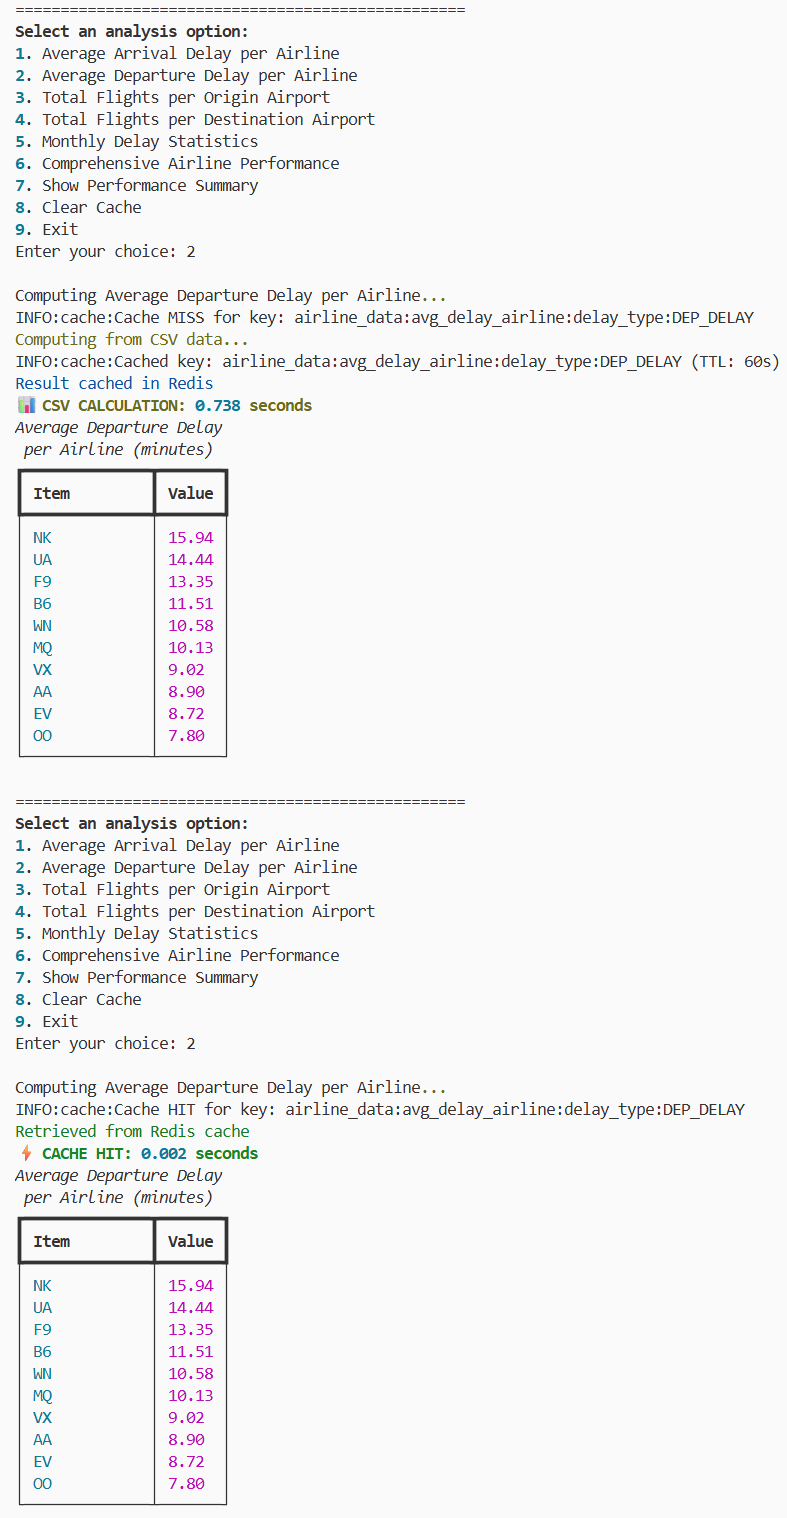 ==================================================
Select an analysis option:
1. Average Arrival Delay per Airline
2. Average Departure Delay per Airline
3. Total Flights per Origin Airport
4. Total Flights per Destination Airport
5. Monthly Delay Statistics
6. Comprehensive Airline Performance
7. Show Performance Summary
8. Clear Cache
9. Exit
Enter your choice: 2
Computing Average Departure Delay per Airline...
INFO:cache:Cache MISS for key: airline_data:avg_delay_airline:delay_type:DEP_DELAY
Computing from CSV data...
INFO:cache:Cached key: airline_data:avg_delay_airline:delay_type:DEP_DELAY (TTL: 60s)
Result cached in Redis
📊 CSV CALCULATION: 0.738 seconds
Average Departure Delay
per Airline (minutes)
Item Value
NK 15.94
UA 14.44
F9 13.35
B6 11.51
WN 10.58
MQ 10.13
VX 9.02
AA 8.90
EV 8.72
OO 7.80
==================================================
Select an analysis option:
1. Average Arrival Delay per Airline
2. Average Departure Delay per Airline
3. Total Flights per Origin Airport
4. Total Flights per Destination Airport
5. Monthly Delay Statistics
6. Comprehensive Airline Performance
7. Show Performance Summary
8. Clear Cache
9. Exit
Enter your choice: 2
Computing Average Departure Delay per Airline...
INFO:cache:Cache HIT for key: airline_data:avg_delay_airline:delay_type:DEP_DELAY
Retrieved from Redis cache
⚡ CACHE HIT: 0.002 seconds
Average Departure Delay
per Airline (minutes)
Item Value
NK 15.94
UA 14.44
F9 13.35
B6 11.51
WN 10.58
MQ 10.13
VX 9.02
AA 8.90
EV 8.72
OO 7.80